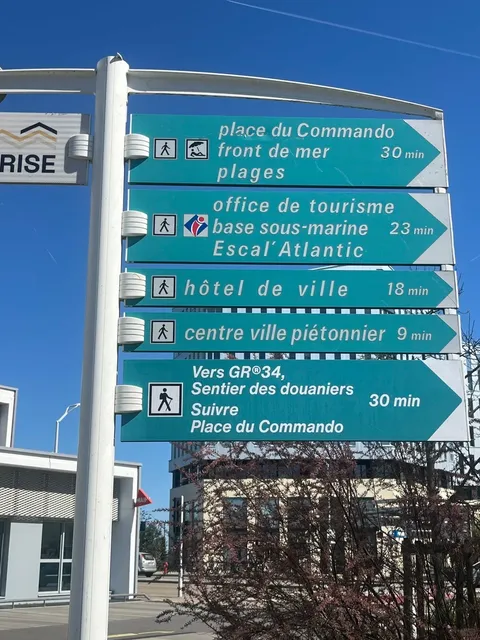 RISE
place du Commando
front de mer 30 min
plages
office de tourisme
base sous-marine 23 min
Escal'Atlantic
hôtel de ville 18 min
centre ville piétonnier 9 min
Vers GR®34,
Sentier des douaniers
30 min
Suivre
Place du Commando